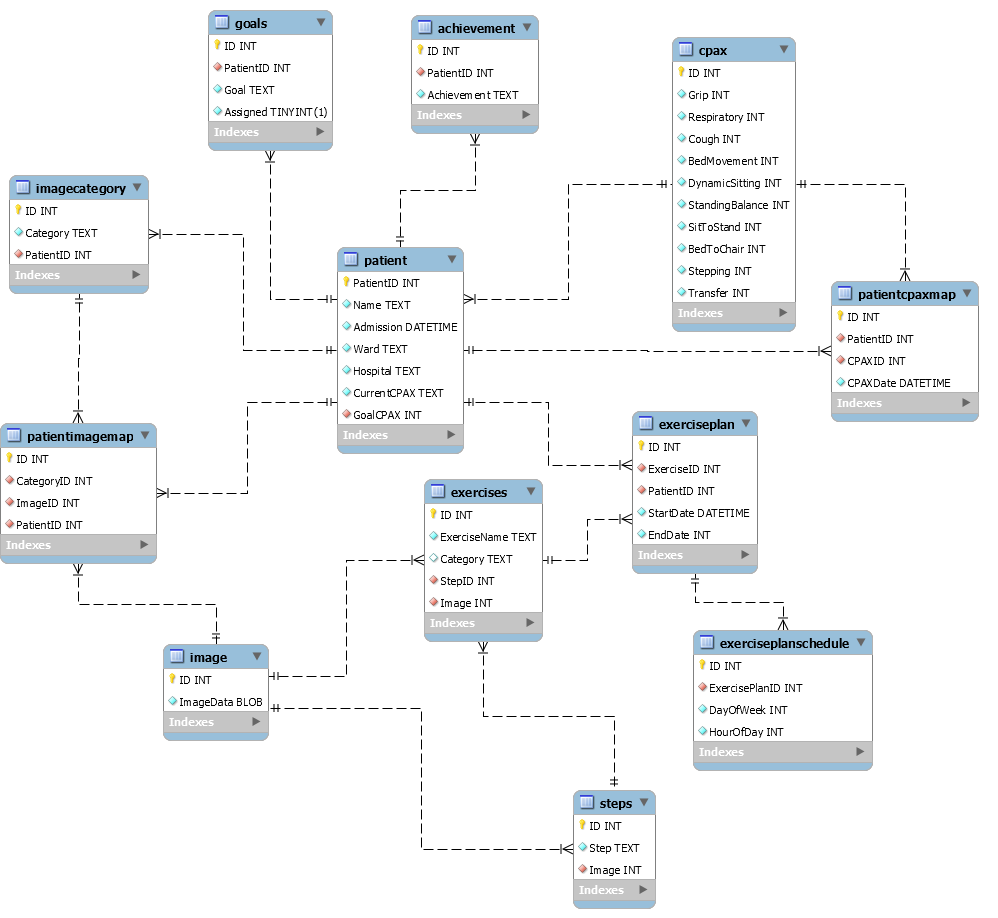 goals
ID INT
PatientID INT
Goal TEXT
Assigned TINYINT(1)
Indexes
achievement
ID INT
PatientID INT
Achievement TEXT
Indexes
cpax
ID INT
Grip INT
Respiratory INT
Cough INT
BedMovement INT
DynamicSitting INT
StandingBalance INT
SitToStand INT
BedToChair INT
Stepping INT
Transfer INT
Indexes
imagecategory
ID INT
Category TEXT
PatientID INT
Indexes
patient
PatientID INT
Name TEXT
Admission DATETIME
Ward TEXT
Hospital TEXT
CurrentCPAX TEXT
GoalCPAX INT
Indexes
patientcpaxmap
ID INT
PatientID INT
CPAXID INT
CPAXDate DATETIME
Indexes
patientimagemap
ID INT
CategoryID INT
ImageID INT
PatientID INT
Indexes
exercises
ID INT
ExerciseName TEXT
Category TEXT
StepID INT
Image INT
Indexes
exerciseplan
ID INT
ExerciseID INT
PatientID INT
StartDate DATETIME
EndDate INT
Indexes
image
ID INT
ImageData BLOB
Indexes
exerciseplanschedule
ID INT
ExercisePlanID INT
DayOfWeek INT
HourOfDay INT
Indexes
steps
ID INT
Step TEXT
Image INT
Indexes